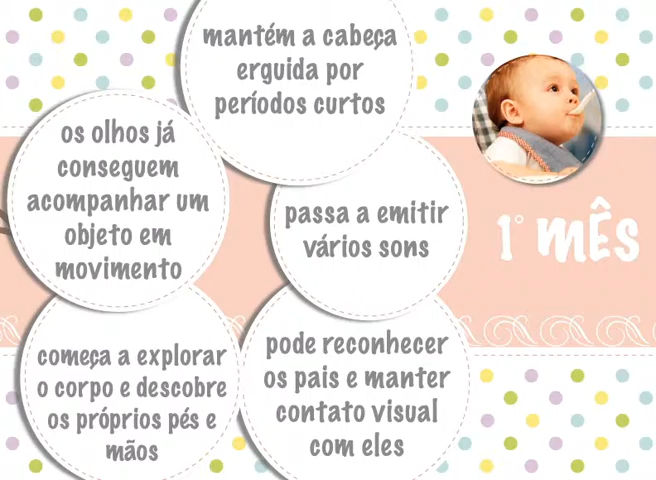 mantém a cabeça
erguida por
períodos curtos
os olhos já
conseguem
acompanhar um
objeto em
movimento
passa a emitir
vários sons
1° mÊs
começa a explorar
o corpo e descobre
os próprios pés e
mãos
pode reconhecer
os pais e manter
contato visual
com eles